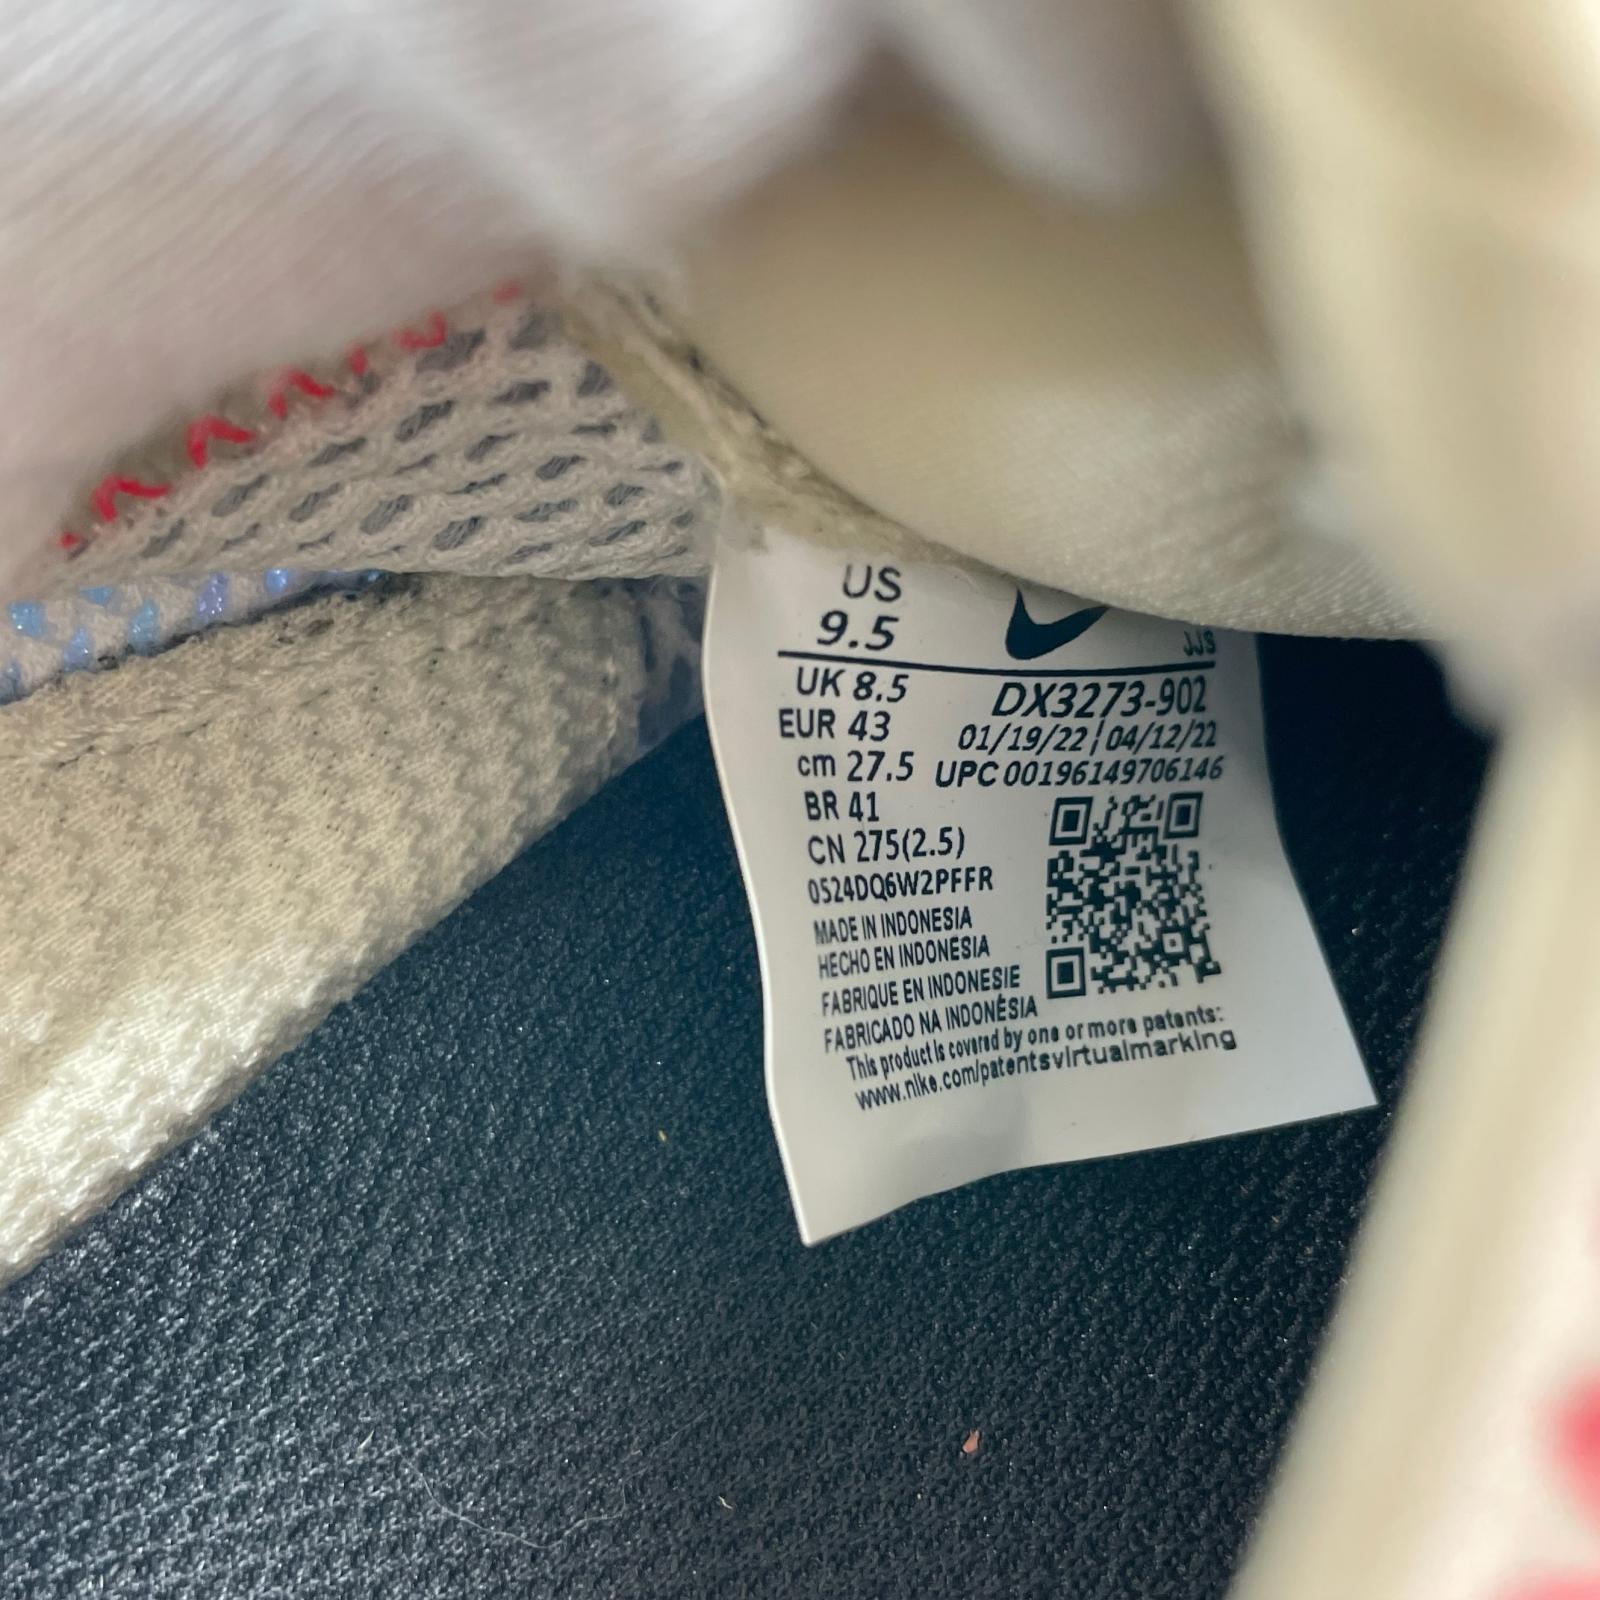 US
9.5
JJS
UK 8.5
DX3273-902
EUR 43
01/19/22 | 04/12/22
cm 27.5
UPC 00196149706146
BR 41
CN 275(2.5)
0524DQ6W2PFFR
MADE IN INDONESIA
HECHO EN INDONESIA
FABRIQUE EN INDONESIE
FABRICADO NA INDONÉSIA
This product is covered by one or more patents:
www.nike.com/patentsvirtualmarking